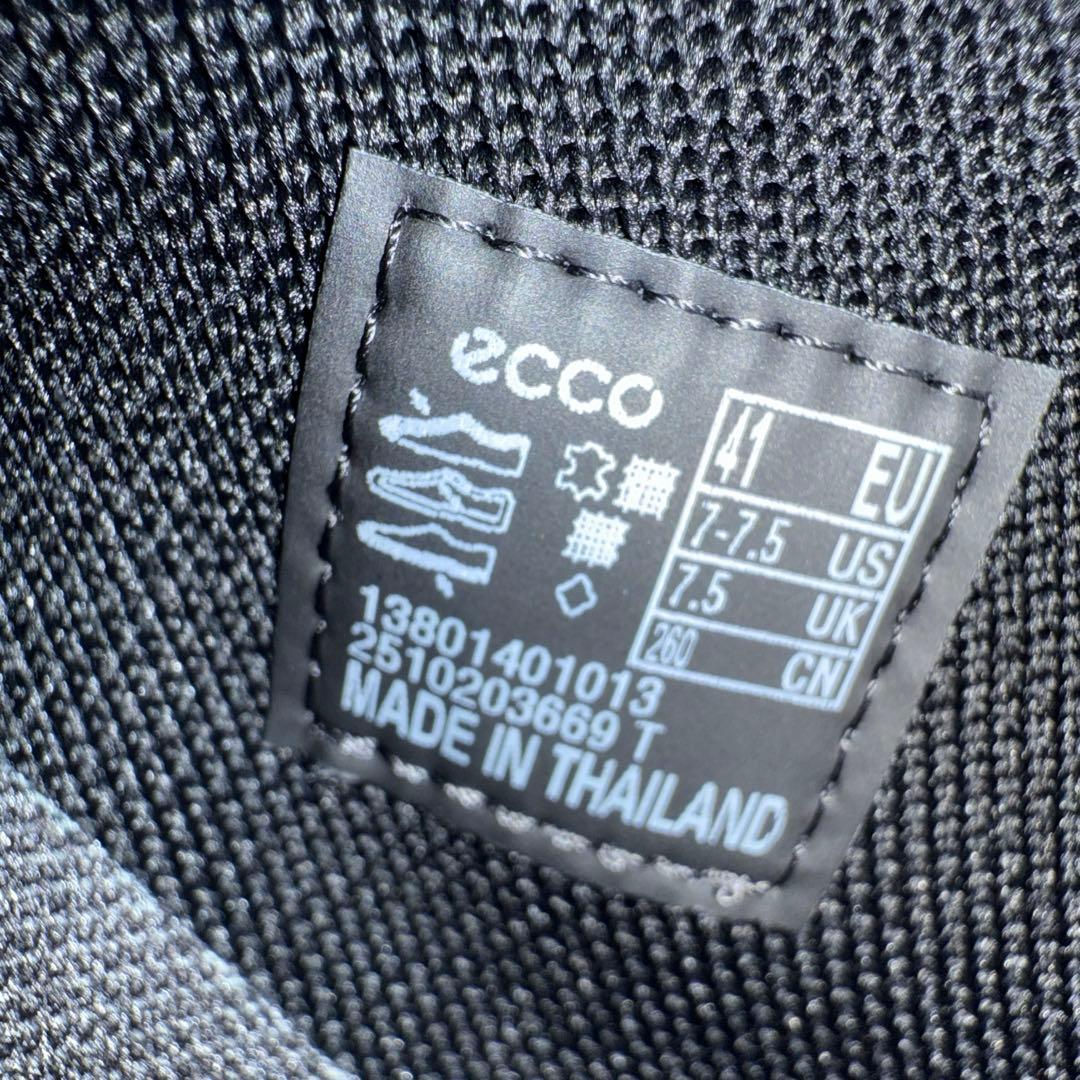 ecco
41 EU
7-7.5 US
7.5 UK
260 CN
13801401013
2510203669 T
MADE IN THAILAND